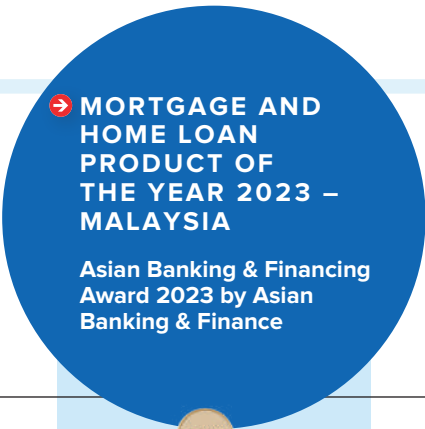 MORTGAGE AND
HOME LOAN
PRODUCT OF
THE YEAR 2023 –
MALAYSIA
Asian Banking & Financing
Award 2023 by Asian
Banking & Finance